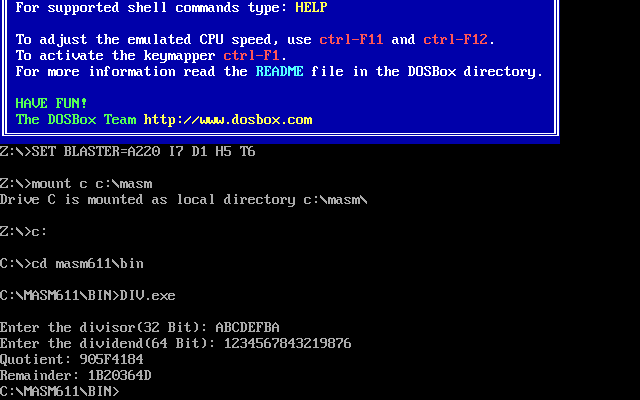 For supported shell commands type: HELP
To adjust the emulated CPU speed, use ctrl-F11 and ctrl-F12.
To activate the keymapper ctrl-F1.
For more information read the README file in the DOSBox directory.
HAVE FUN!
The DOSBox Team http://www.dosbox.com
Z:\>SET BLASTER=A220 I7 D1 H5 T6
Z:\>mount c c:\masm
Drive C is mounted as local directory c:\masm\
Z:\>c:
C:\>cd masm611\bin
C:\MASM611\BIN>DIV.exe
Enter the divisor(32 Bit): ABCDEFBA
Enter the dividend(64 Bit): 1234567843219876
Quotient: 905F4184
Remainder: 1B20364D
C:\MASM611\BIN>